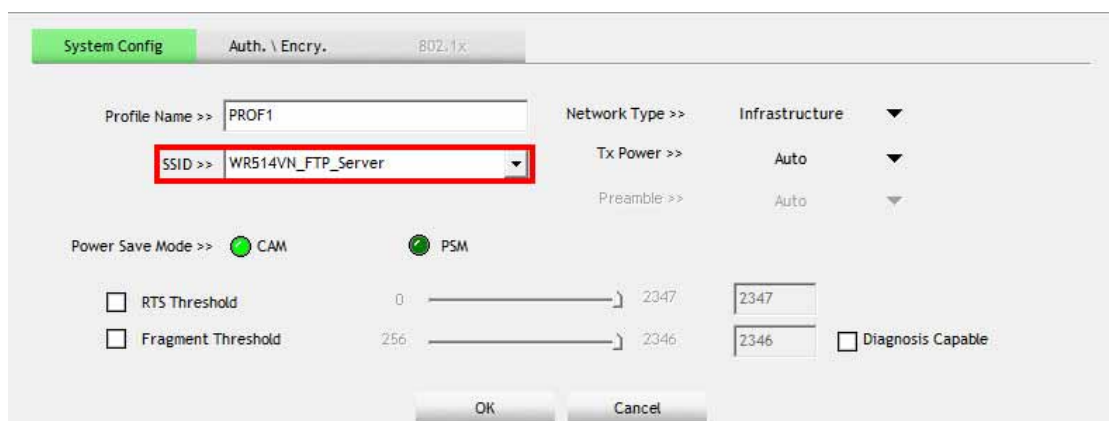 System Config Auth. \ Encry. 802.1x
Profile Name >> PROF1 Network Type >> Infrastructure
SSID >> WR514VN_FTP_Server Tx Power >> Auto
Preamble >> Auto
Power Save Mode >> CAM PSM
RTS Threshold 0 2347 2347
Fragment Threshold 256 2346 2346 Diagnosis Capable
OK Cancel